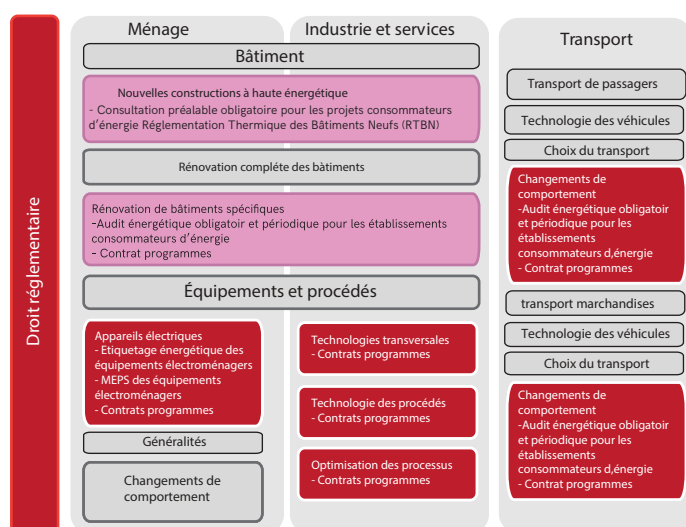 Droit réglementaire
Ménage
Industrie et services
Bâtiment
Nouvelles constructions à haute énergétique
- Consultation préalable obligatoire pour les projets consommateurs
d'énergie Réglementation Thermique des Bâtiments Neufs (RTBN)
Rénovation complète des bàtiments
Rénovation de bâtiments spécifiques
-Audit énergétique obligatoire et périodique pour les établissements
consommateurs d'énergie
- Contrat programmes
Équipements et procédés
Appareils électriques
- Etiquetage énergétique des
équipements électroménagers
- MEPS des équipements
électroménagers
- Contrats programmes
Généralités
Changements de
comportement
Technologies transversales
- Contrats programmes
Technologie des procédés
- Contrats programmes
Optimisation des processus
- Contrats programmes
Transport
Transport de passagers
Technologie des véhicules
Choix du transport
Changements de
comportement
-Audit énergétique obligatoir
et périodique pour les
établissements
consommateurs d,énergie
- Contrat programmes
transport marchandises
Technologie des véhicules
Choix du transport
Changements de
comportement
-Audit énergétique obligatoir
et périodique pour les
établissements
consommateurs d,énergie
- Contrat programmes